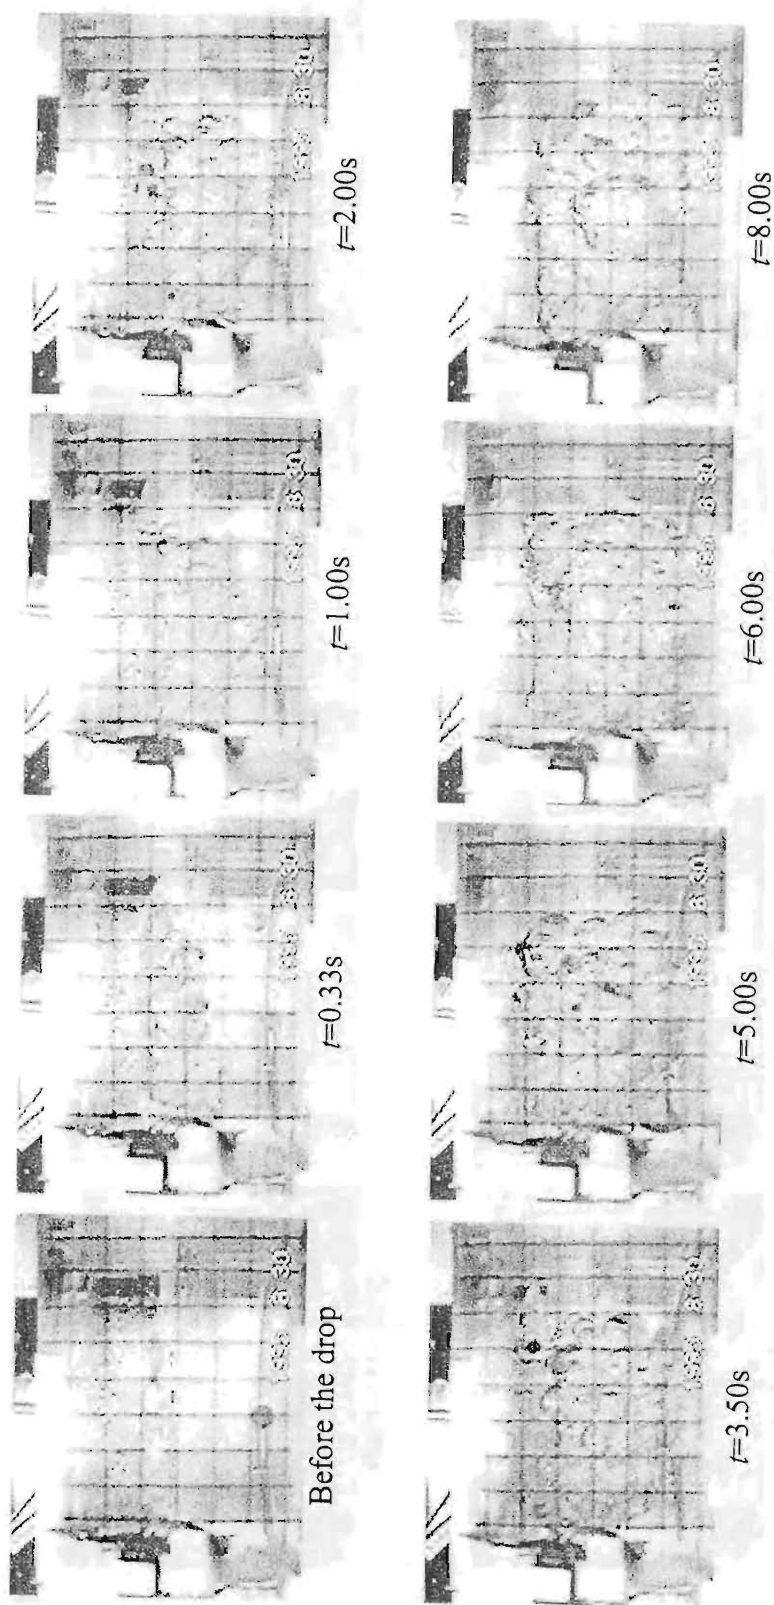 Before the drop
t=0.33s
t=1.00s
t=2.00s
t=3.50s
t=5.00s
t=6.00s
t=8.00s